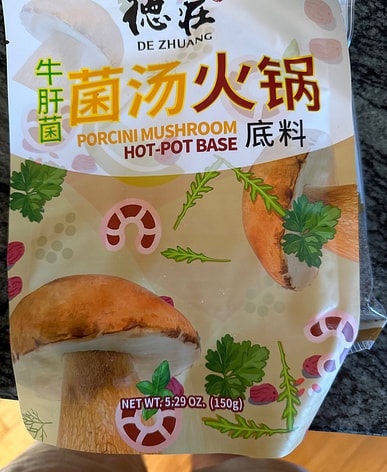 德莊
DE ZHUANG
牛肝菌
菌汤火锅
PORCINI MUSHROOM
HOT-POT BASE
底料
NET WT. 5.29 OZ. (150g)